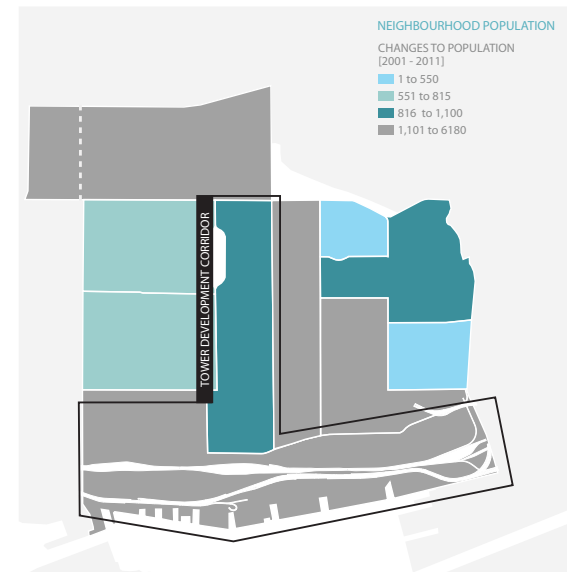 NEIGHBOURHOOD POPULATION
CHANGES TO POPULATION
[2001 - 2011]
1 to 550
551 to 815
816 to 1,100
1,101 to 6180
TOWER DEVELOPMENT CORRIDOR